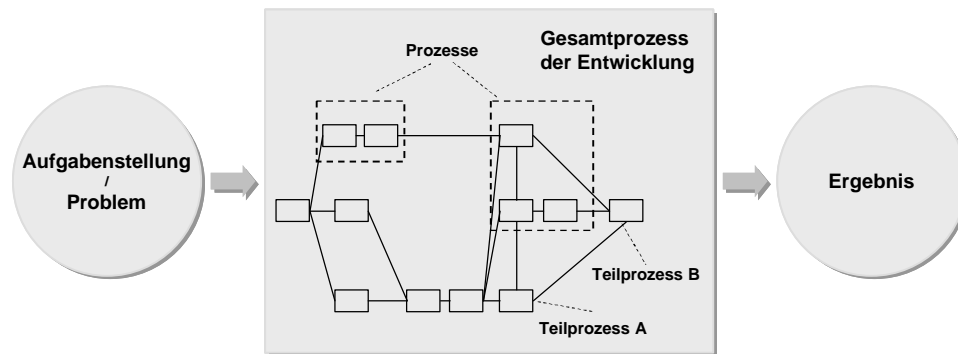 Aufgabenstellung
/
Problem
Gesamtprozess
der Entwicklung
Prozesse
Teilprozess B
Teilprozess A
Ergebnis